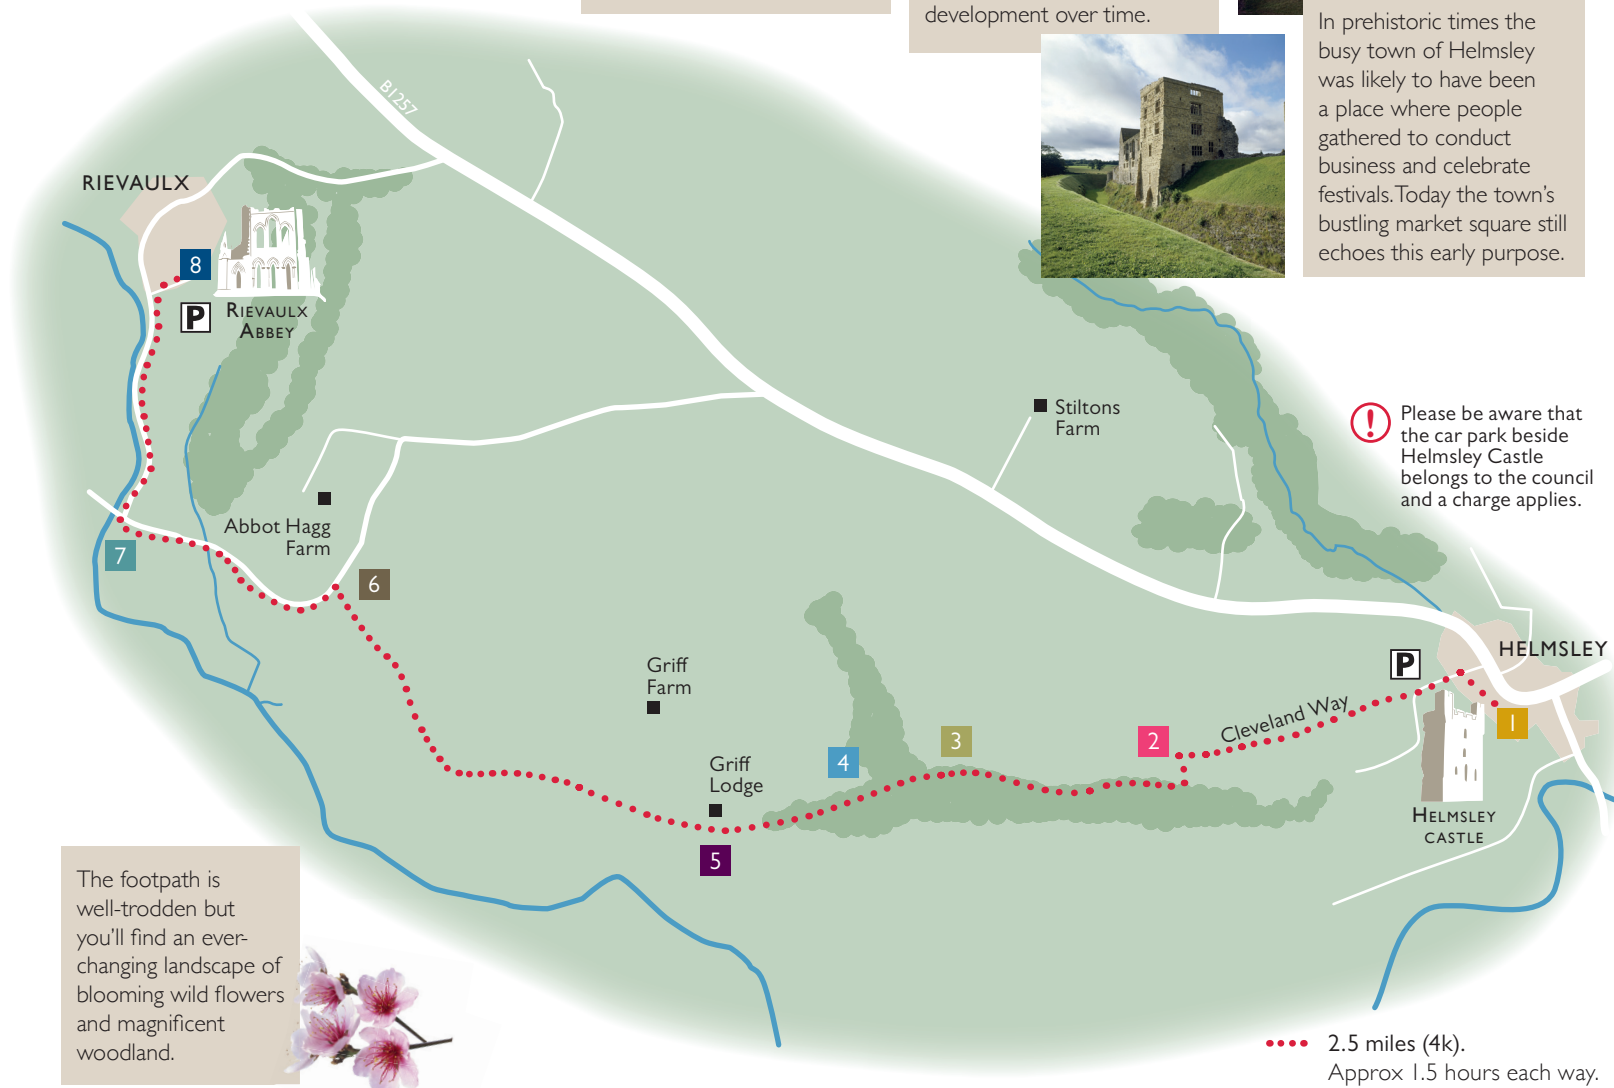 development over time.
In prehistoric times the
busy town of Helmsley
was likely to have been
a place where people
gathered to conduct
business and celebrate
festivals. Today the town's
bustling market square still
echoes this early purpose.
B1257
RIEVAULX
8
P
RIEVAULX
ABBEY
Stiltons
Farm
! Please be aware that
the car park beside
Helmsley Castle
belongs to the council
and a charge applies.
Abbot Hagg
Farm
7
6
Griff
Farm
P
HELMSLEY
Cleveland Way
1
2
3
4
Griff
Lodge
5
HELMSLEY
CASTLE
The footpath is
well-trodden but
you'll find an ever-
changing landscape of
blooming wild flowers
and magnificent
woodland.
2.5 miles (4k).
Approx 1.5 hours each way.